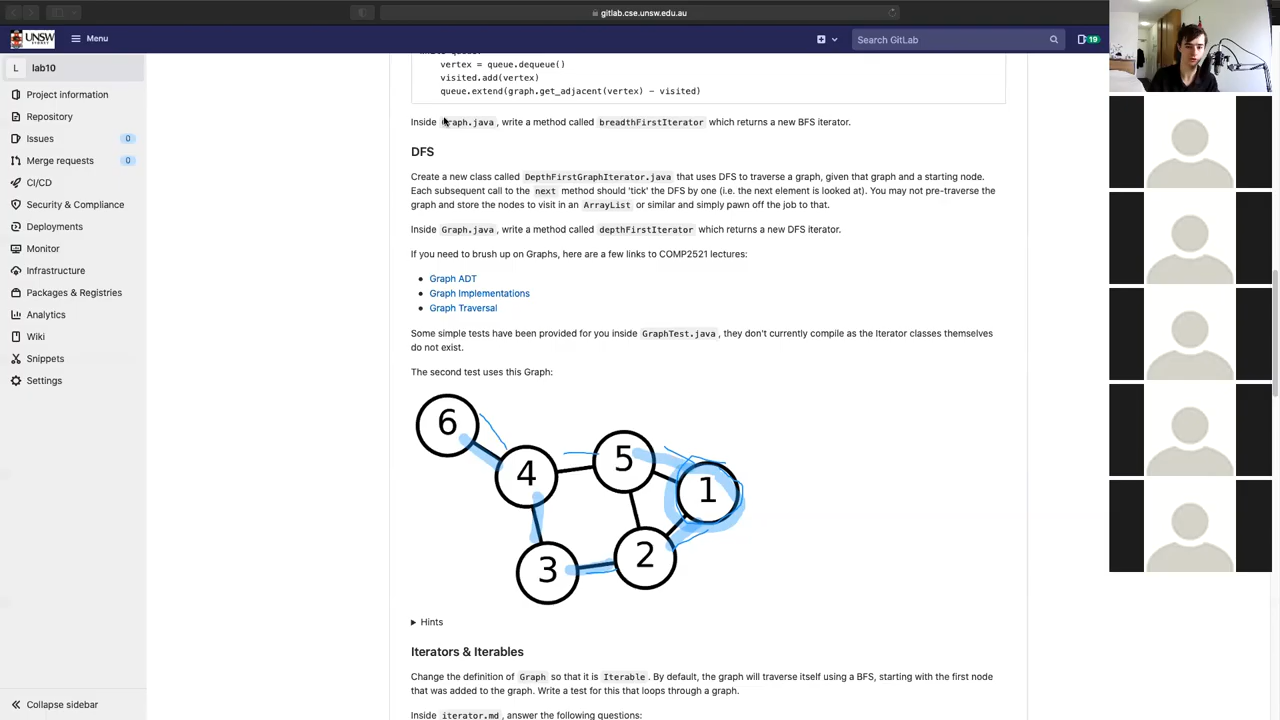 gitlab.cse.unsw.edu.au
UNSW
SYDNEY
Menu
Search GitLab
19
L lab10
Project information
Repository
Issues 0
Merge requests 0
CI/CD
Security & Compliance
Deployments
Monitor
Infrastructure
Packages & Registries
Analytics
Wiki
Snippets
Settings
Collapse sidebar
vertex = queue.dequeue()
visited.add(vertex)
queue.extend(graph.get_adjacent(vertex) - visited)
Inside Graph.java, write a method called breadthFirstIterator which returns a new BFS iterator.
DFS
Create a new class called DepthFirstGraphIterator.java that uses DFS to traverse a graph, given that graph and a starting node.
Each subsequent call to the next method should 'tick' the DFS by one (i.e. the next element is looked at). You may not pre-traverse the
graph and store the nodes to visit in an ArrayList or similar and simply pawn off the job to that.
Inside Graph.java, write a method called depthFirstIterator which returns a new DFS iterator.
If you need to brush up on Graphs, here are a few links to COMP2521 lectures:
Graph ADT
Graph Implementations
Graph Traversal
Some simple tests have been provided for you inside GraphTest.java, they don't currently compile as the Iterator classes themselves
do not exist.
The second test uses this Graph:
6
4
5
1
3
2
Hints
Iterators & Iterables
Change the definition of Graph so that it is Iterable. By default, the graph will traverse itself using a BFS, starting with the first node
that was added to the graph. Write a test for this that loops through a graph.
Inside iterator.md, answer the following questions: